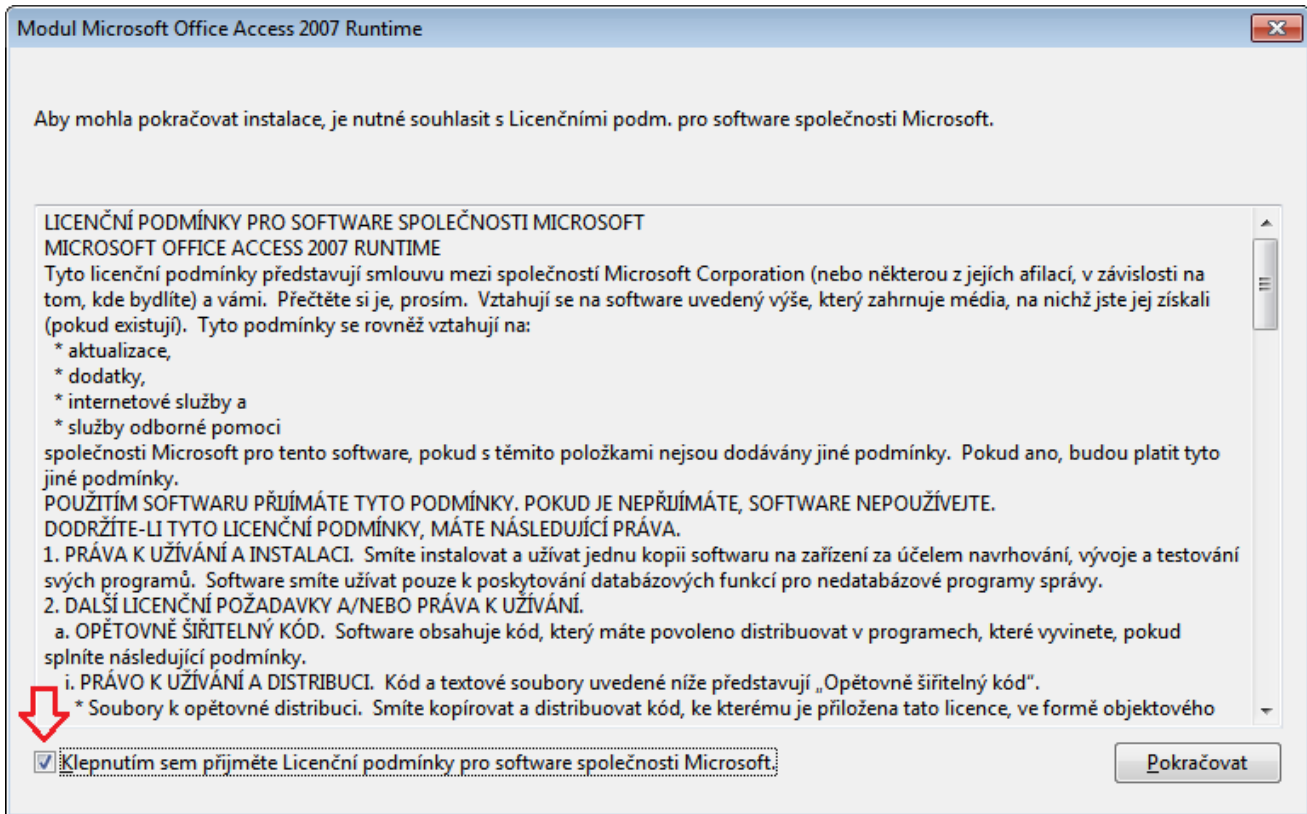 Modul Microsoft Office Access 2007 Runtime
Aby mohla pokračovat instalace, je nutné souhlasit s Licenčními podm. pro software společnosti Microsoft.
LICENČNÍ PODMÍNKY PRO SOFTWARE SPOLEČNOSTI MICROSOFT
MICROSOFT OFFICE ACCESS 2007 RUNTIME
Tyto licenční podmínky představují smlouvu mezi společností Microsoft Corporation (nebo některou z jejích afilací, v závislosti na
tom, kde bydlíte) a vámi.  Přečtěte si je, prosím.  Vztahují se na software uvedený výše, který zahrnuje média, na nichž jste jej získali
(pokud existují).  Tyto podmínky se rovněž vztahují na:
* aktualizace,
* dodatky,
* internetové služby a
* služby odborné pomoci
společnosti Microsoft pro tento software, pokud s těmito položkami nejsou dodávány jiné podmínky.  Pokud ano, budou platit tyto
jiné podmínky.
POUŽITÍM SOFTWARU PŘIJÍMÁTE TYTO PODMÍNKY. POKUD JE NEPŘIJÍMÁTE, SOFTWARE NEPOUŽÍVEJTE.
DODRŽÍTE-LI TYTO LICENČNÍ PODMÍNKY, MÁTE NÁSLEDUJÍCÍ PRÁVA.
1. PRÁVA K UŽÍVÁNÍ A INSTALACI.  Smíte instalovat a užívat jednu kopii softwaru na zařízení za účelem navrhování, vývoje a testování
svých programů.  Software smíte užívat pouze k poskytování databázových funkcí pro nedatabázové programy správy.
2. DALŠÍ LICENČNÍ POŽADAVKY A/NEBO PRÁVA K UŽÍVÁNÍ.
a. OPĚTOVNĚ ŠIŘITELNÝ KÓD.  Software obsahuje kód, který máte povoleno distribuovat v programech, které vyvinete, pokud
splníte následující podmínky.
i. PRÁVO K UŽÍVÁNÍ A DISTRIBUCI.  Kód a textové soubory uvedené níže představují „Opětovně šiřitelný kód“.
* Soubory k opětovné distribuci.  Smíte kopírovat a distribuovat kód, ke kterému je přiložena tato licence, ve formě objektového
Klepnutím sem přijměte Licenční podmínky pro software společnosti Microsoft.
Pokračovat